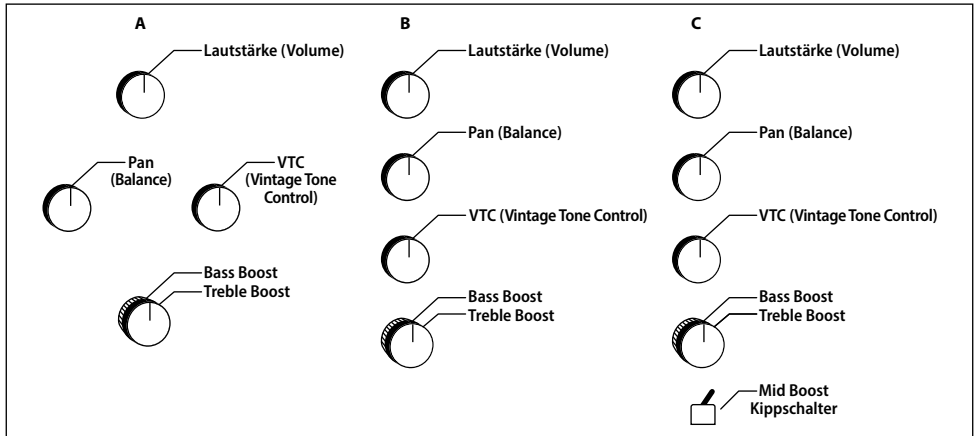 A
Lautstärke (Volume)
Pan
(Balance)
VTC
(Vintage Tone
Control)
Bass Boost
Treble Boost
B
Lautstärke (Volume)
Pan (Balance)
VTC (Vintage Tone Control)
Bass Boost
Treble Boost
C
Lautstärke (Volume)
Pan (Balance)
VTC (Vintage Tone Control)
Bass Boost
Treble Boost
Mid Boost
Kippschalter